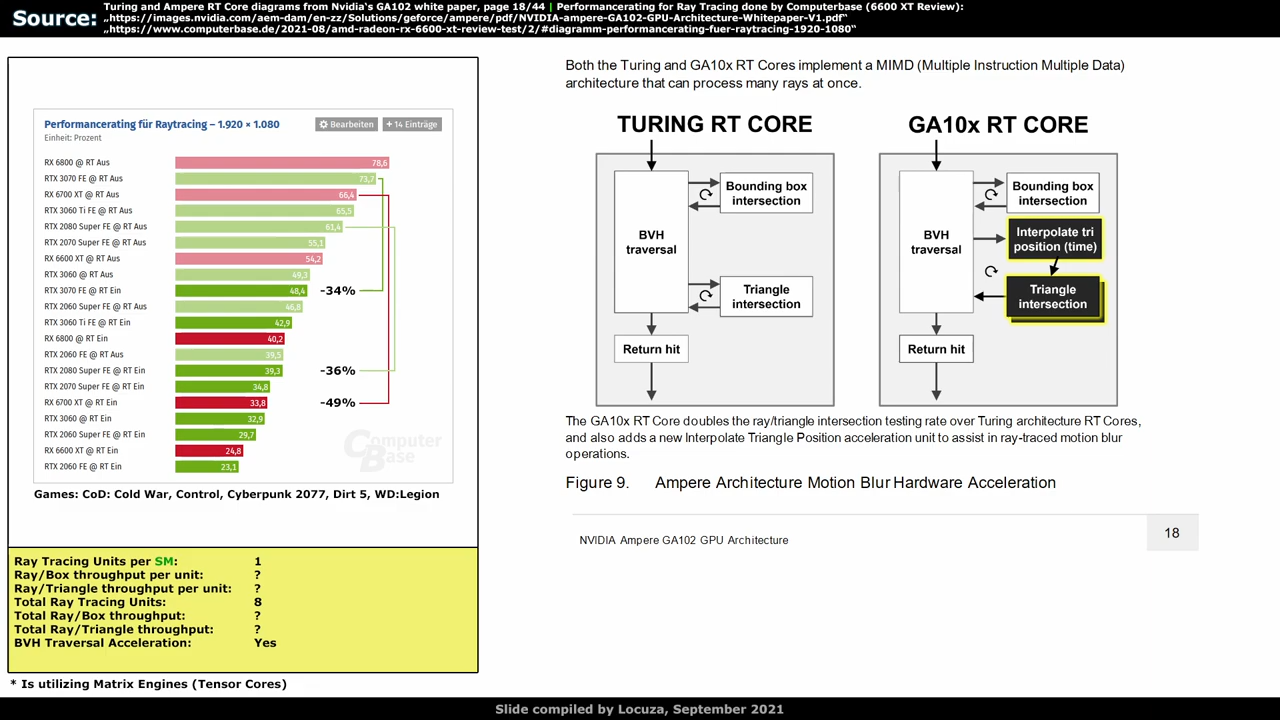 Source:
Turing and Ampere RT Core diagrams from Nvidia‘s GA102 white paper, page 18/44 | Performancerating for Ray Tracing done by Computerbase (6600 XT Review):
„https://images.nvidia.com/aem-dam/en-zz/Solutions/geforce/ampere/pdf/NVIDIA-ampere-GA102-GPU-Architecture-Whitepaper-V1.pdf“
„https://www.computerbase.de/2021-08/amd-radeon-rx-6600-xt-review-test/2/#diagramm-performancerating-fuer-raytracing-1920-1080“
Performancerating für Raytracing – 1.920 × 1.080
Bearbeiten
+ 14 Einträge
Einheit: Prozent
RX 6800 @ RT Aus 78,6
RTX 3070 FE @ RT Aus 73,7
RX 6700 XT @ RT Aus 66,4
RTX 3060 Ti FE @ RT Aus 65,5
RTX 2080 Super FE @ RT Aus 61,4
RTX 2070 Super FE @ RT Aus 55,1
RX 6600 XT @ RT Aus 54,2
RTX 3060 @ RT Aus 49,3
RTX 3070 FE @ RT Ein 48,4 -34%
RTX 2060 Super FE @ RT Aus 46,8
RTX 3060 Ti FE @ RT Ein 42,9
RX 6800 @ RT Ein 40,2
RTX 2060 FE @ RT Aus 39,5
RTX 2080 Super FE @ RT Ein 39,3 -36%
RTX 2070 Super FE @ RT Ein 34,8
RX 6700 XT @ RT Ein 33,8 -49%
RTX 3060 @ RT Ein 32,9
RTX 2060 Super FE @ RT Ein 29,7
RX 6600 XT @ RT Ein 24,8
RTX 2060 FE @ RT Ein 23,1
Computer
Base
Games: CoD: Cold War, Control, Cyberpunk 2077, Dirt 5, WD:Legion
Ray Tracing Units per SM: 1
Ray/Box throughput per unit: ?
Ray/Triangle throughput per unit: ?
Total Ray Tracing Units: 8
Total Ray/Box throughput: ?
Total Ray/Triangle throughput: ?
BVH Traversal Acceleration: Yes
* Is utilizing Matrix Engines (Tensor Cores)
Both the Turing and GA10x RT Cores implement a MIMD (Multiple Instruction Multiple Data)
architecture that can process many rays at once.
TURING RT CORE
BVH
traversal
Bounding box
intersection
Triangle
intersection
Return hit
GA10x RT CORE
BVH
traversal
Bounding box
intersection
Interpolate tri
position (time)
Triangle
intersection
Return hit
The GA10x RT Core doubles the ray/triangle intersection testing rate over Turing architecture RT Cores,
and also adds a new Interpolate Triangle Position acceleration unit to assist in ray-traced motion blur
operations.
Figure 9. Ampere Architecture Motion Blur Hardware Acceleration
NVIDIA Ampere GA102 GPU Architecture
18
Slide compiled by Locuza, September 2021